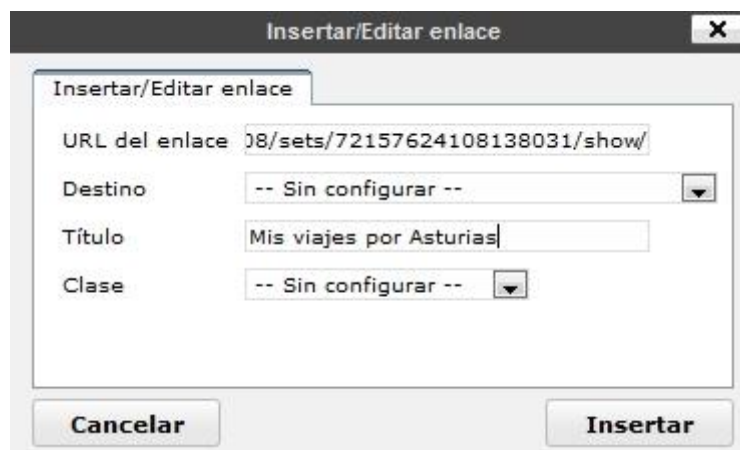 Insertar/Editar enlace
Insertar/Editar enlace
URL del enlace 08/sets/72157624108138031/show/
Destino -- Sin configurar --
Título Mis viajes por Asturias
Clase -- Sin configurar --
Cancelar Insertar